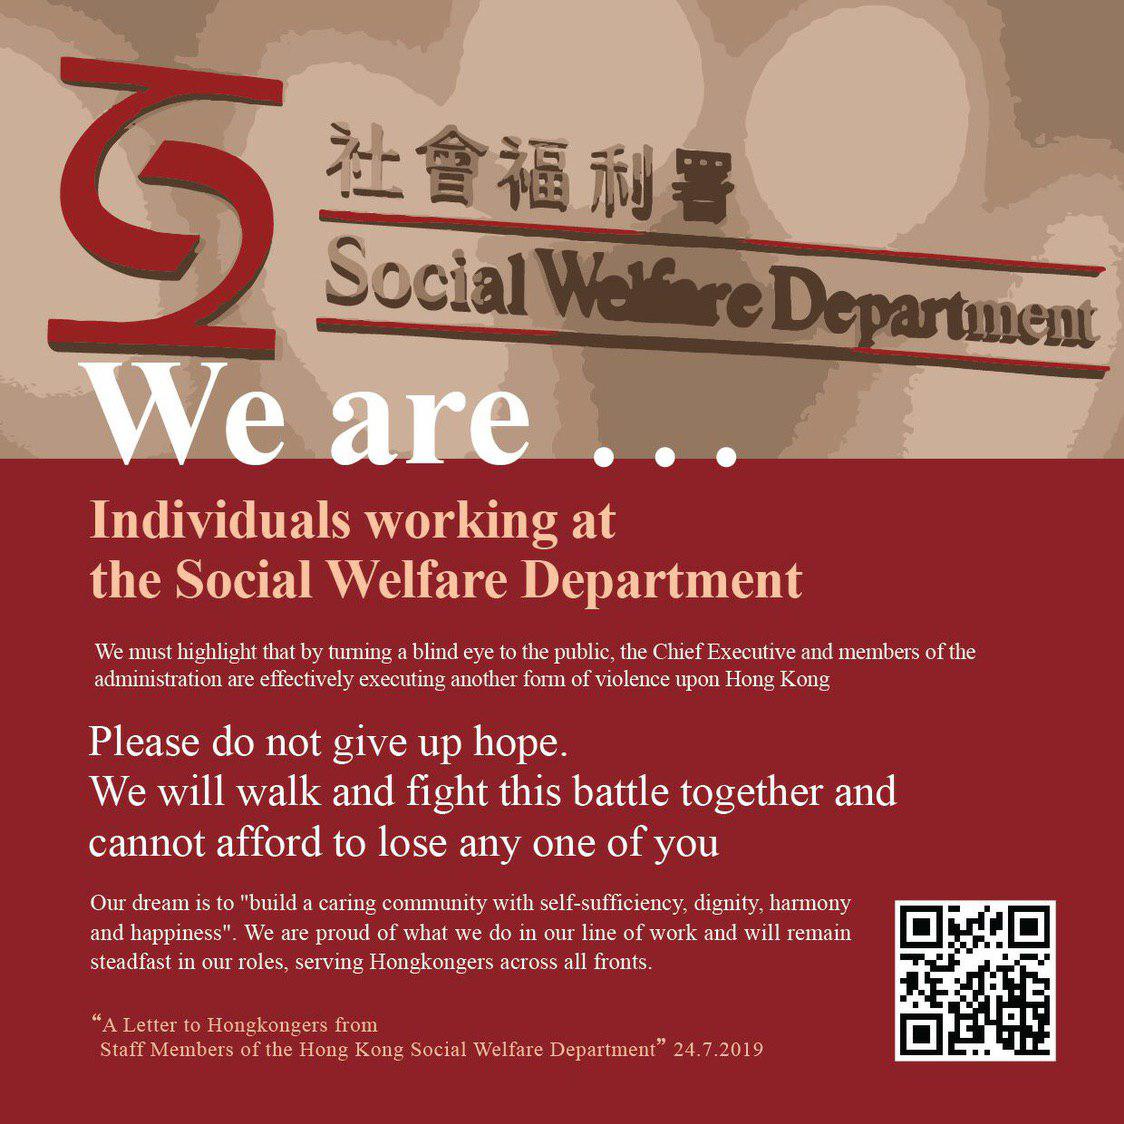 社會福利署
Social Welfare Department
We are ...
Individuals working at
the Social Welfare Department
We must highlight that by turning a blind eye to the public, the Chief Executive and members of the
administration are effectively executing another form of violence upon Hong Kong
Please do not give up hope.
We will walk and fight this battle together and
cannot afford to lose any one of you
Our dream is to "build a caring community with self-sufficiency, dignity, harmony
and happiness". We are proud of what we do in our line of work and will remain
steadfast in our roles, serving Hongkongers across all fronts.
“A Letter to Hongkongers from
Staff Members of the Hong Kong Social Welfare Department” 24.7.2019